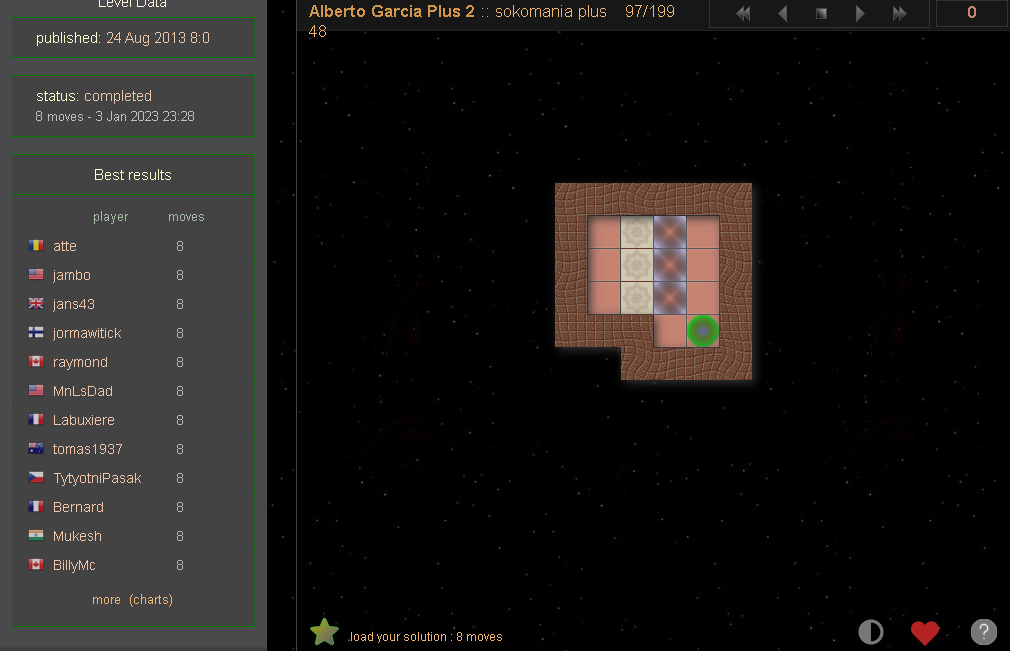 Level Data
published: 24 Aug 2013 8:0
status: completed
8 moves - 3 Jan 2023 23:28
Best results
player moves
atte 8
jambo 8
jans43 8
jormawitick 8
raymond 8
MnLsDad 8
Labuxiere 8
tomas1937 8
TytyotniPasak 8
Bernard 8
Mukesh 8
BillyMc 8
more (charts)
Alberto Garcia Plus 2 :: sokomania plus 97/199
48
0
.load your solution : 8 moves
?